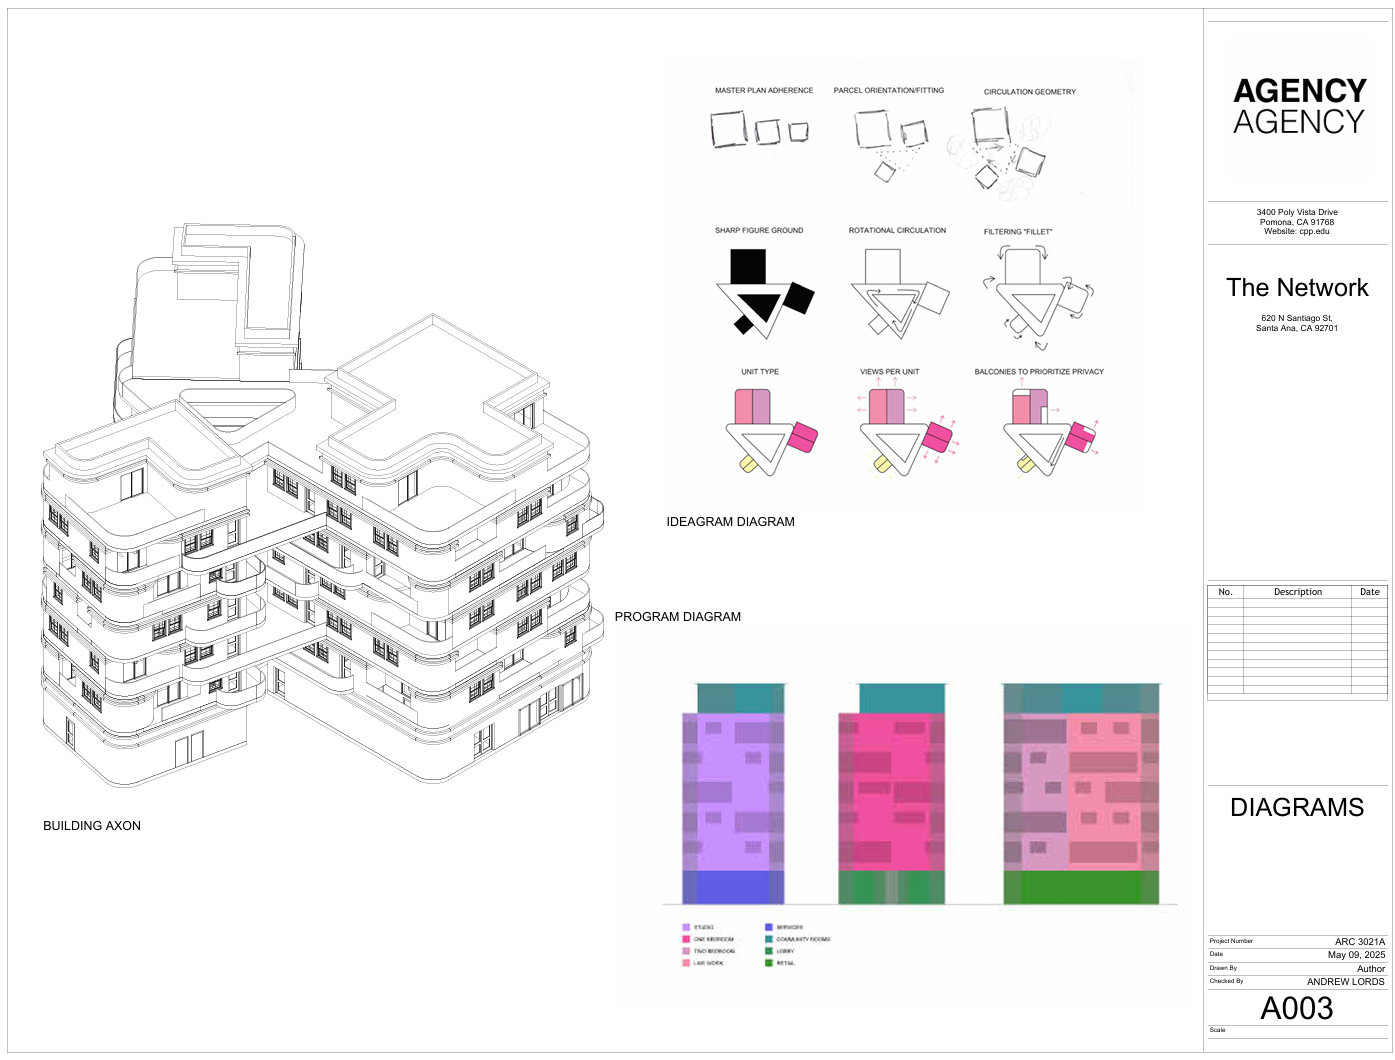 MASTER PLAN ADHERENCE
PARCEL ORIENTATION/FITTING
CIRCULATION GEOMETRY
SHARP FIGURE GROUND
ROTATIONAL CIRCULATION
FILTERING "FILLET"
UNIT TYPE
VIEWS PER UNIT
BALCONIES TO PRIORITIZE PRIVACY
IDEAGRAM DIAGRAM
PROGRAM DIAGRAM
BUILDING AXON
STUDIO
ONE BEDROOM
TWO BEDROOM
LIVE WORK
SERVICES
COMMUNITY ROOMS
LOBBY
RETAIL
AGENCY
AGENCY
3400 Poly Vista Drive
Pomona, CA 91768
Website: cpp.edu
The Network
620 N Santiago St,
Santa Ana, CA 92701
No. Description Date
DIAGRAMS
Project Number ARC 3021A
Date May 09, 2025
Drawn By Author
Checked By ANDREW LORDS
A003
Scale